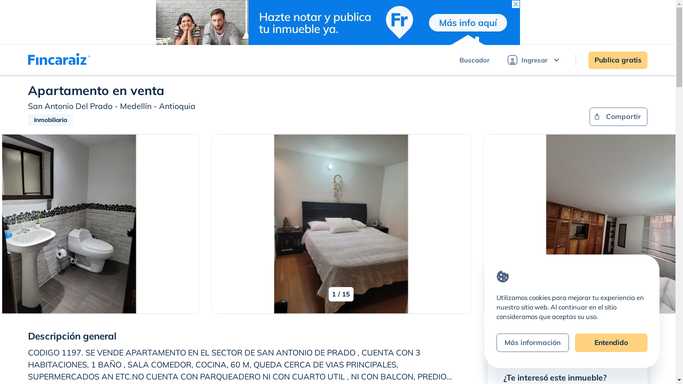 Hazte notar y publica
tu inmueble ya.
Fr
Más info aquí
Fincaraiz
Buscador
Ingresar
Publica gratis
Apartamento en venta
San Antonio Del Prado - Medellín - Antioquia
Inmobiliaria
Compartir
1 / 15
Utilizamos cookies para mejorar tu experiencia en
nuestro sitio web. Al continuar en el sitio
consideramos que aceptas su uso.
Más información
Entendido
Descripción general
CODIGO 1197. SE VENDE APARTAMENTO EN EL SECTOR DE SAN ANTONIO DE PRADO , CUENTA CON 3
HABITACIONES, 1 BAÑO , SALA COMEDOR, COCINA, 60 M, QUEDA CERCA DE VIAS PRINCIPALES,
SUPERMERCADOS AN ETC.NO CUENTA CON PARQUEADERO NI CON CUARTO UTIL , NI CON BALCON, PREDIO...
¿Te interesó este inmueble?